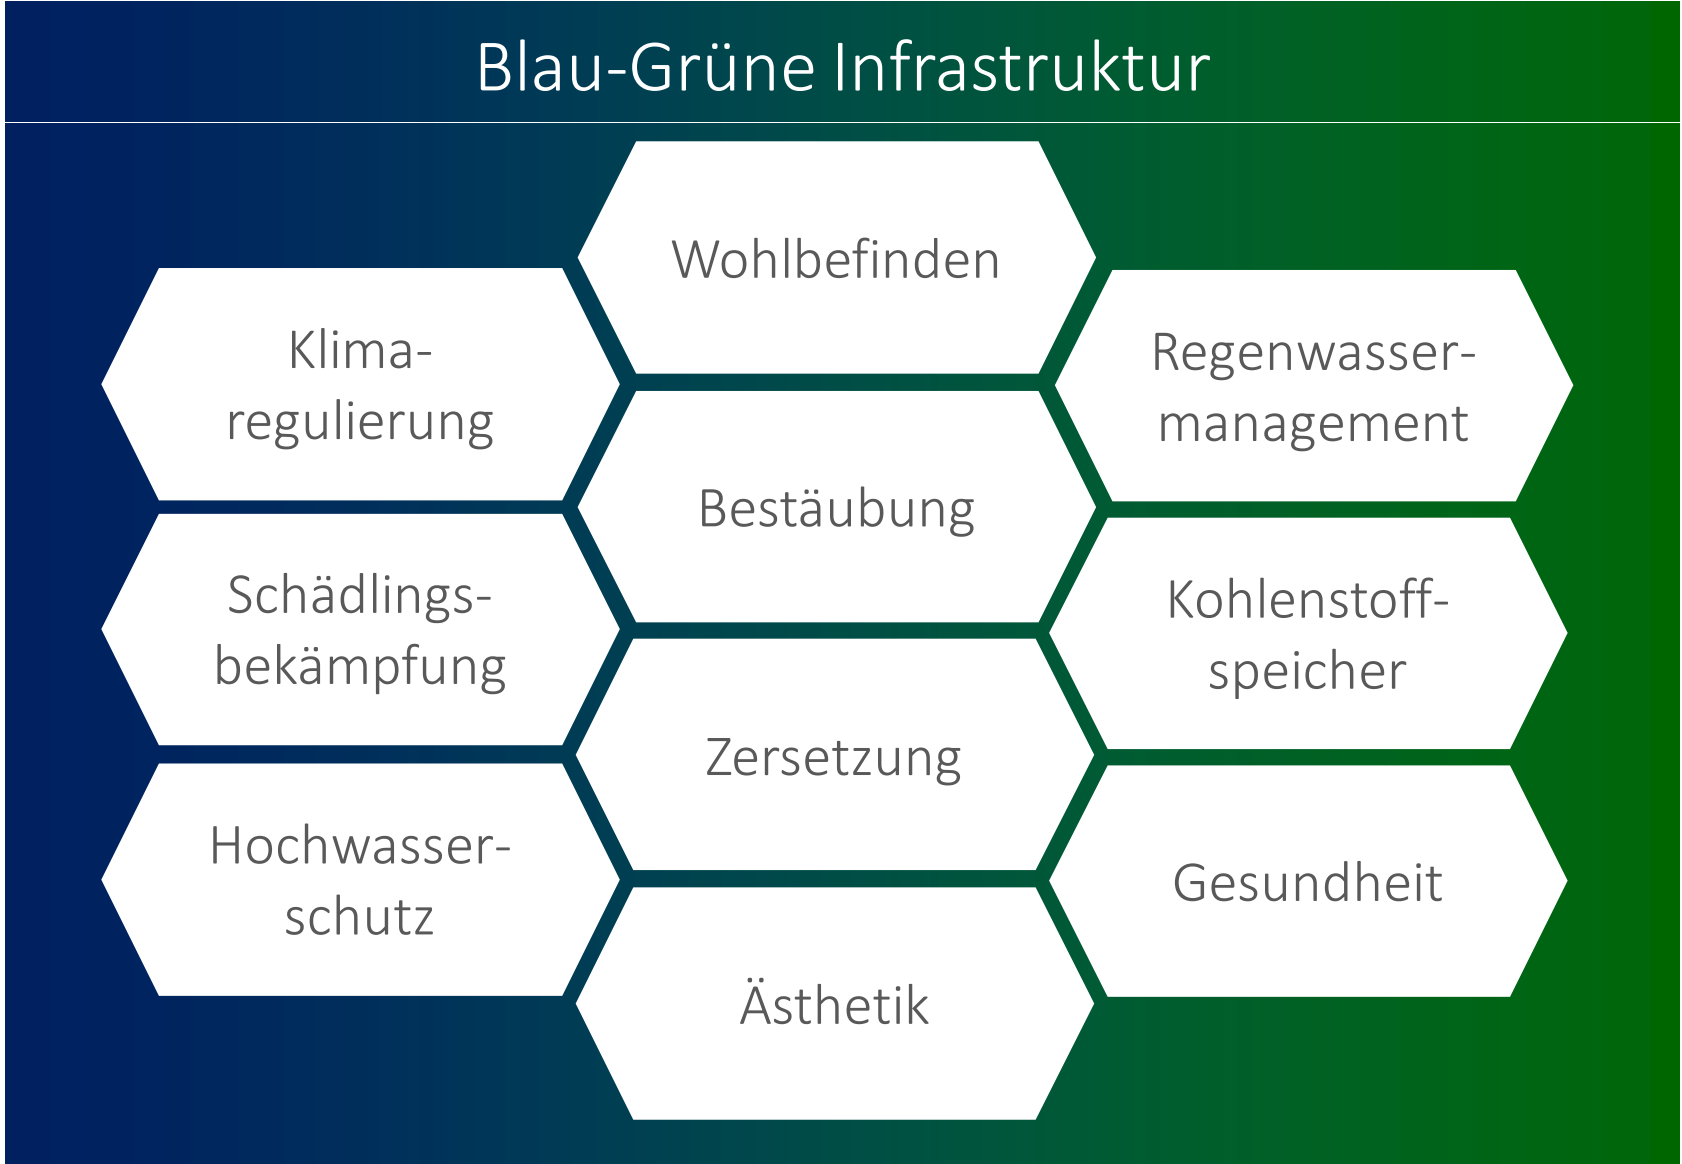 Blau-Grüne Infrastruktur
Wohlbefinden
Klima-
regulierung
Regenwasser-
management
Bestäubung
Schädlings-
bekämpfung
Kohlenstoff-
speicher
Zersetzung
Hochwasser-
schutz
Gesundheit
Ästhetik